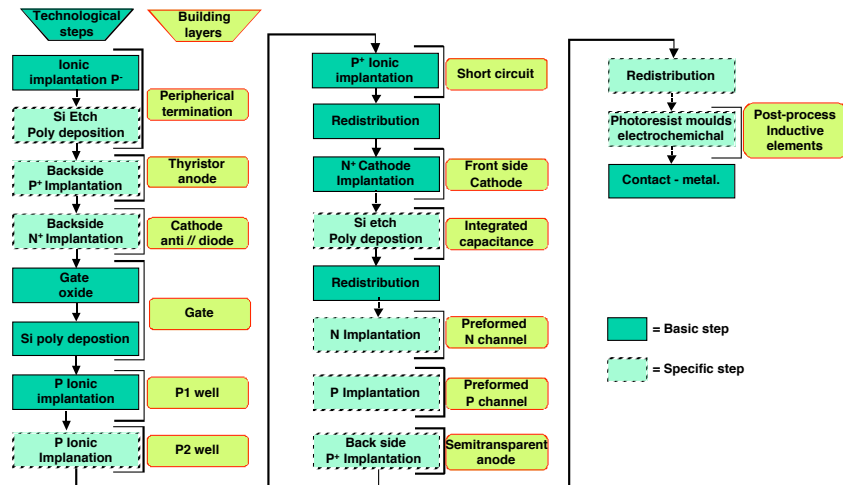 Technological
steps
Building
layers
Ionic
implantation P-
Si Etch
Poly deposition
Peripherical
termination
Backside
P+ Implantation
Thyristor
anode
Backside
N+ Implantation
Cathode
anti // diode
Gate
oxide
Si poly depostion
Gate
P Ionic
implantation
P1 well
P Ionic
Implanation
P2 well
P+ Ionic
implantation
Short circuit
Redistribution
N+ Cathode
Implantation
Front side
Cathode
Si etch
Poly depostion
Integrated
capacitance
Redistribution
N Implantation
Preformed
N channel
P Implantation
Preformed
P channel
Back side
P+ Implantation
Semitransparent
anode
Redistribution
Photoresist moulds
electrochemichal
Post-process
Inductive
elements
Contact - metal.
= Basic step
= Specific step